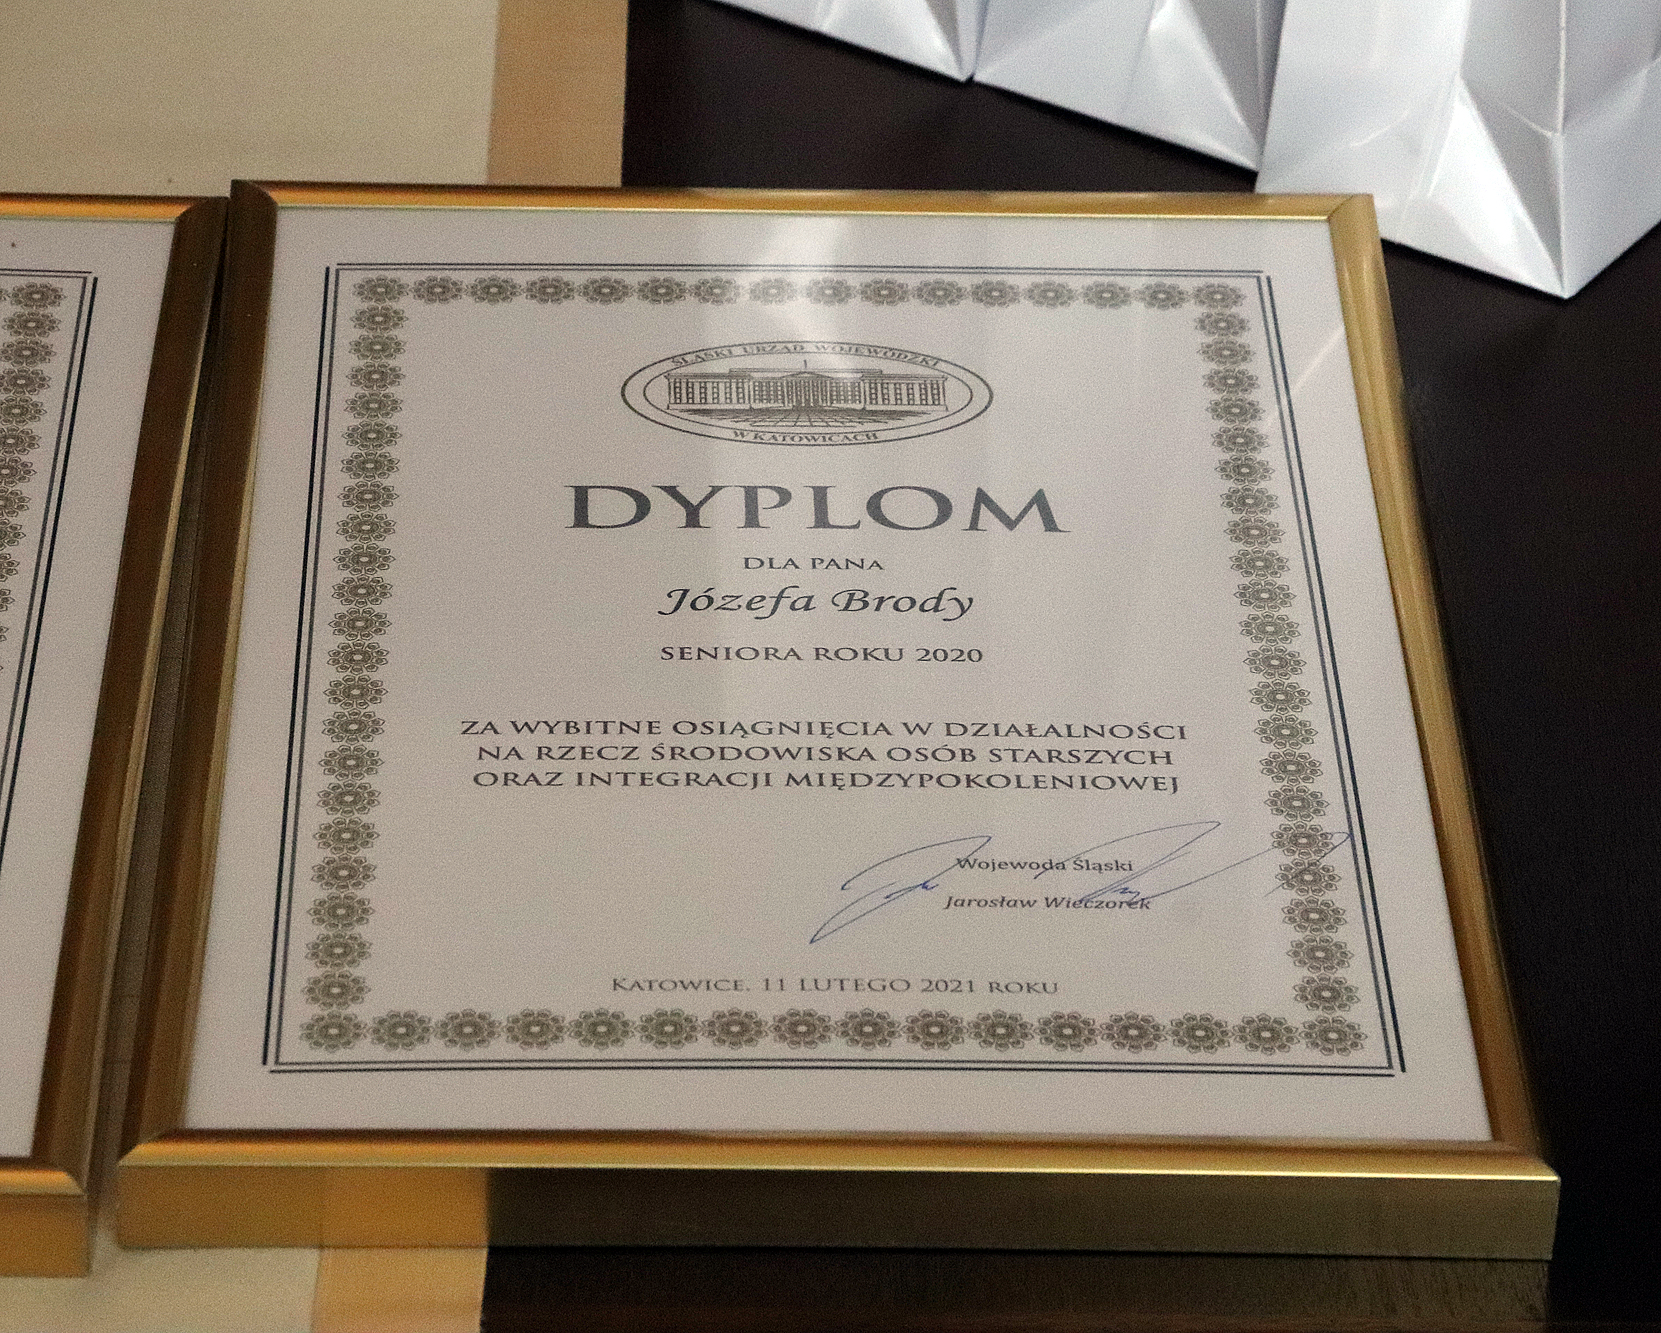 ŚLĄSKI URZĄD WOJEWÓDZKI
W KATOWICACH
DYPLOM
DLA PANA
Józefa Brody
SENIORA ROKU 2020
ZA WYBITNE OSIĄGNIĘCIA W DZIAŁALNOŚCI
NA RZECZ ŚRODOWISKA OSÓB STARSZYCH
ORAZ INTEGRACJI MIĘDZYPOKOLENIOWEJ
Wojewoda Śląski
Jarosław Wieczorek
KATOWICE, 11 LUTEGO 2021 ROKU